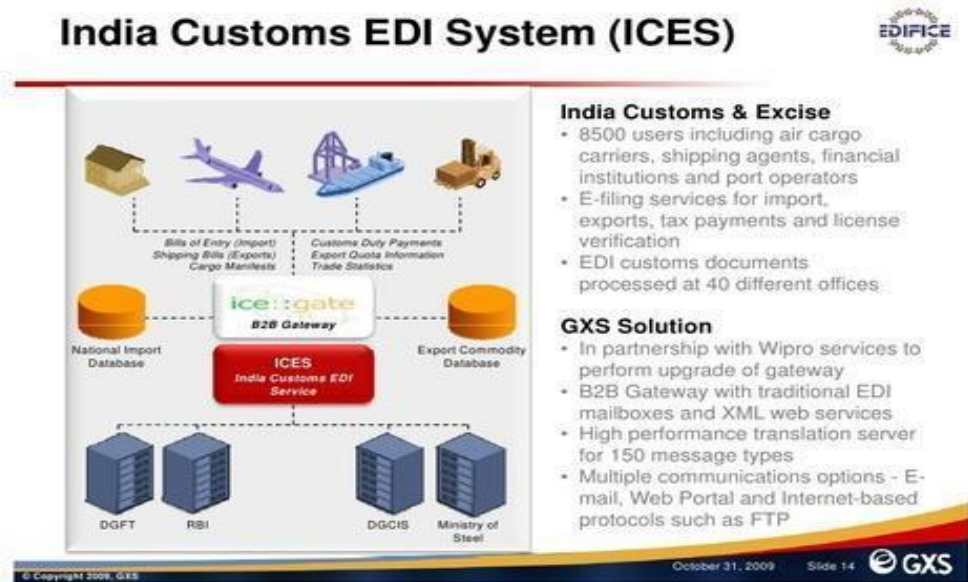 India Customs EDI System (ICES)
EDIFICE
Bills of Entry (Import)
Shipping Bills (Exports)
Cargo Manifests
Customs Duty Payments
Export Quota Information
Trade Statistics
ice::gate
B2B Gateway
National Import
Database
Export Commodity
Database
ICES
India Customs EDI
Service
DGFT
RBI
DGCIS
Ministry of
Steel
India Customs & Excise
• 8500 users including air cargo
carriers, shipping agents, financial
institutions and port operators
• E-filing services for import,
exports, tax payments and license
verification
• EDI customs documents
processed at 40 different offices
GXS Solution
• In partnership with Wipro services to
perform upgrade of gateway
• B2B Gateway with traditional EDI
mailboxes and XML web services
• High performance translation server
for 150 message types
• Multiple communications options - E-
mail, Web Portal and Internet-based
protocols such as FTP
© Copyright 2009, GXS
October 31, 2009
Slide 14
GXS